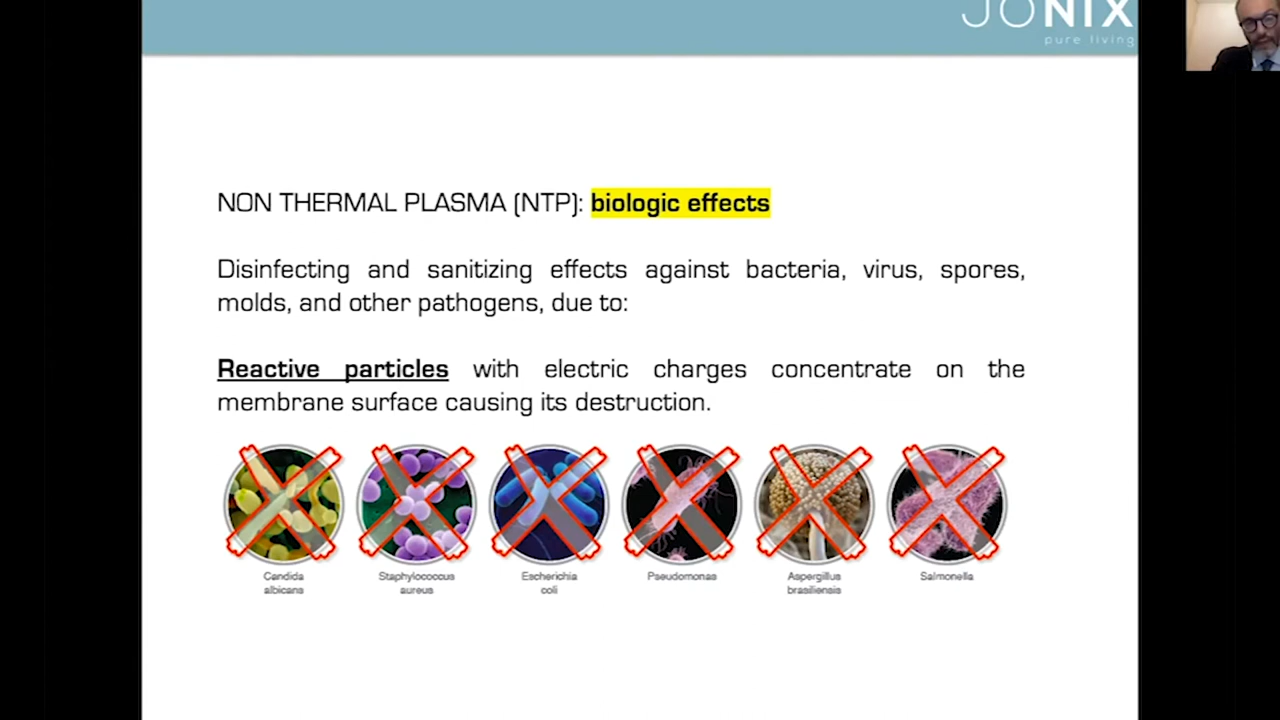 JONIX
pure living
NON THERMAL PLASMA (NTP): biologic effects
Disinfecting and sanitizing effects against bacteria, virus, spores,
molds, and other pathogens, due to:
Reactive particles with electric charges concentrate on the
membrane surface causing its destruction.
Candida
albicans
Staphylococcus
aureus
Escherichia
coli
Pseudomonas
Aspergillus
brasiliensis
Salmonella